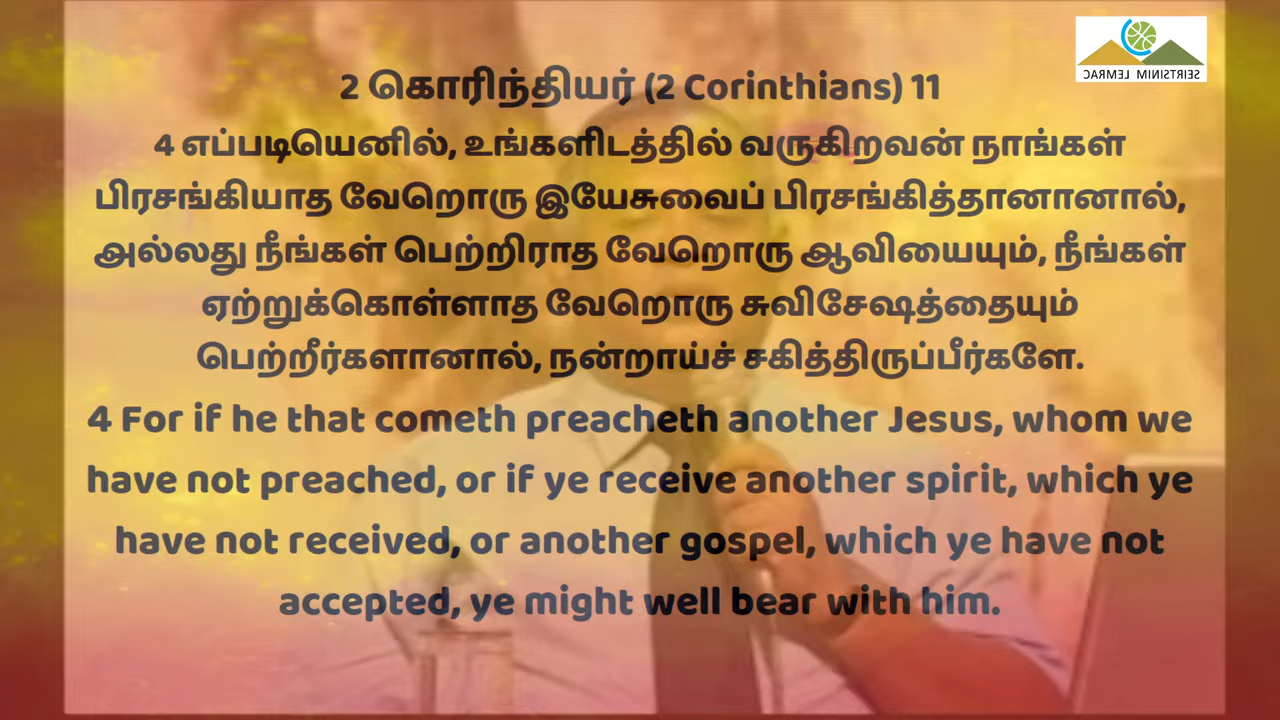 CARMEL MINISTRIES
2 கொரிந்தியர் (2 Corinthians) 11
4 எப்படியெனில், உங்களிடத்தில் வருகிறவன் நாங்கள்
பிரசங்கியாத வேறொரு இயேசுவைப் பிரசங்கித்தானானால்,
அல்லது நீங்கள் பெற்றிராத வேறொரு ஆவியையும், நீங்கள்
ஏற்றுக்கொள்ளாத வேறொரு சுவிசேஷத்தையும்
பெற்றீர்களானால், நன்றாய்ச் சகித்திருப்பீர்களே.
4 For if he that cometh preacheth another Jesus, whom we
have not preached, or if ye receive another spirit, which ye
have not received, or another gospel, which ye have not
accepted, ye might well bear with him.